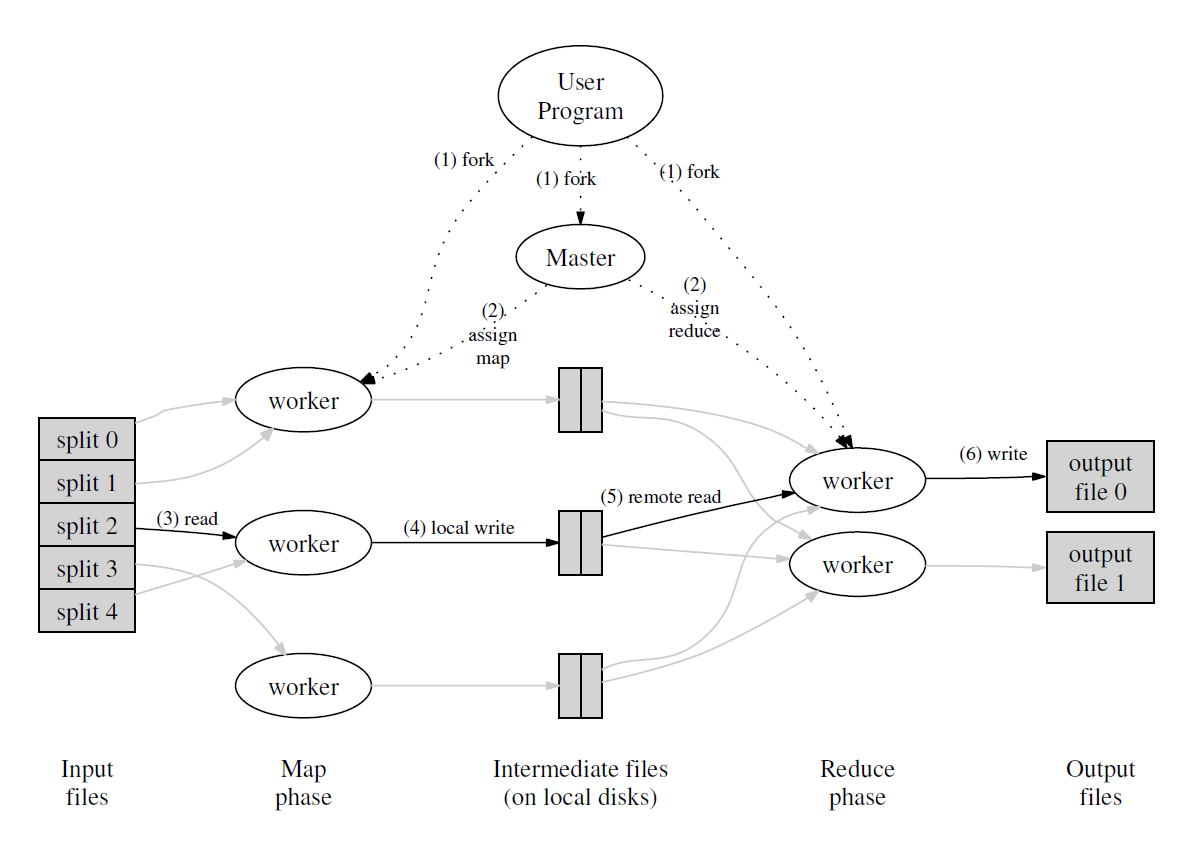 User
Program
(1) fork
(1) fork
(1) fork
Master
(2)
assign
map
(2)
assign
reduce
split 0
split 1
split 2
split 3
split 4
(3) read
worker
worker
worker
(4) local write
(5) remote read
worker
worker
(6) write
output
file 0
output
file 1
Input
files
Map
phase
Intermediate files
(on local disks)
Reduce
phase
Output
files